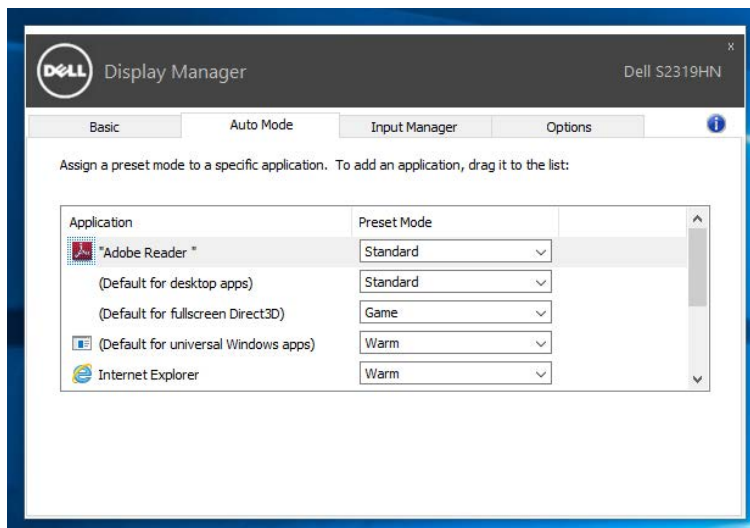 DELL Display Manager Dell S2319HN
x
Basic Auto Mode Input Manager Options
Assign a preset mode to a specific application. To add an application, drag it to the list:
Application Preset Mode
"Adobe Reader " Standard
(Default for desktop apps) Standard
(Default for fullscreen Direct3D) Game
(Default for universal Windows apps) Warm
Internet Explorer Warm